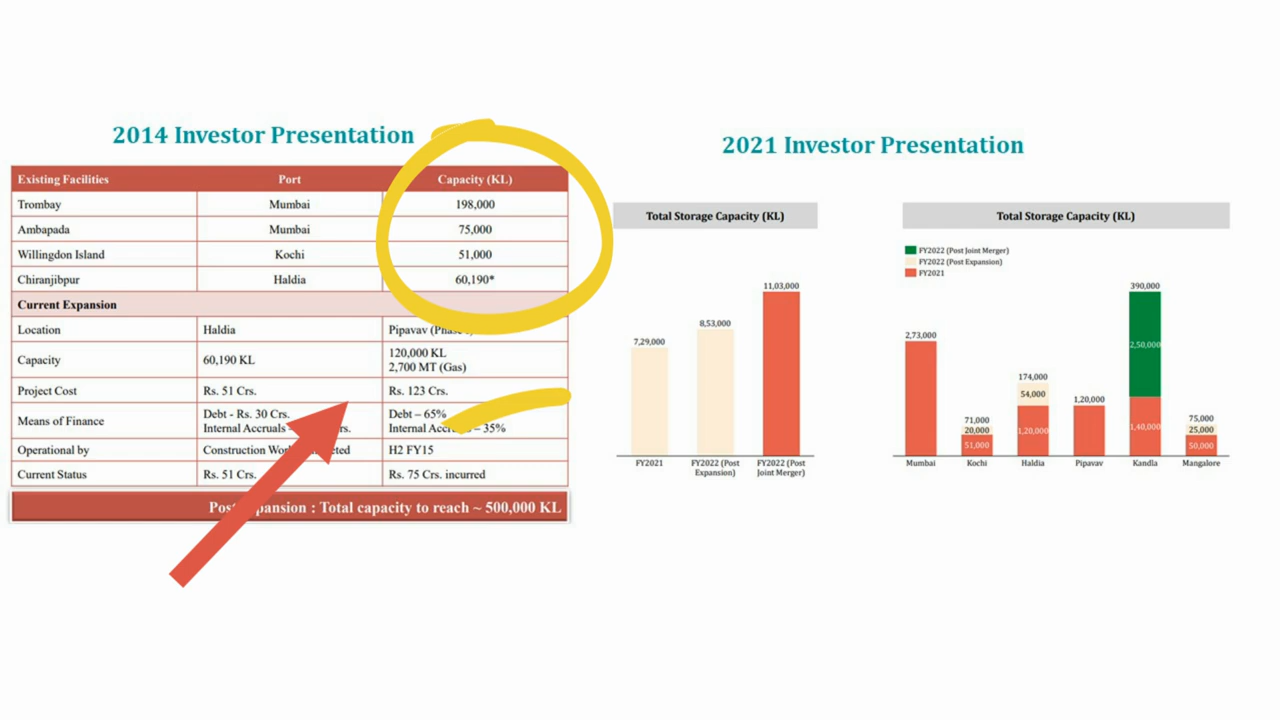 2014 Investor Presentation
Existing Facilities Port Capacity (KL)
Trombay Mumbai 198,000
Ambapada Mumbai 75,000
Willingdon Island Kochi 51,000
Chiranjibpur Haldia 60,190*
Current Expansion
Location Haldia Pipavav
Capacity 60,190 KL 120,000 KL
2,700 MT (Gas)
Project Cost Rs. 51 Crs. Rs. 123 Crs.
Means of Finance Debt - Rs. 30 Crs. Debt – 65%
Internal Accruals Internal – 35%
Operational by Construction H2 FY15
Current Status Rs. 51 Crs. Rs. 75 Crs. incurred
: Total capacity to reach ~ 500,000 KL
2021 Investor Presentation
Total Storage Capacity (KL)
11,03,000
8,53,000
7,29,000
FY2021 FY2022 (Post Expansion) FY2022 (Post Joint Merger)
Total Storage Capacity (KL)
FY2022 (Post Joint Merger)
FY2022 (Post Expansion)
FY2021
390,000
2,73,000
2,50,000
174,000
54,000
1,20,000
71,000
20,000
75,000
25,000
51,000
1,20,000
1,40,000
50,000
Mumbai Kochi Haldia Pipavav Kandla Mangalore